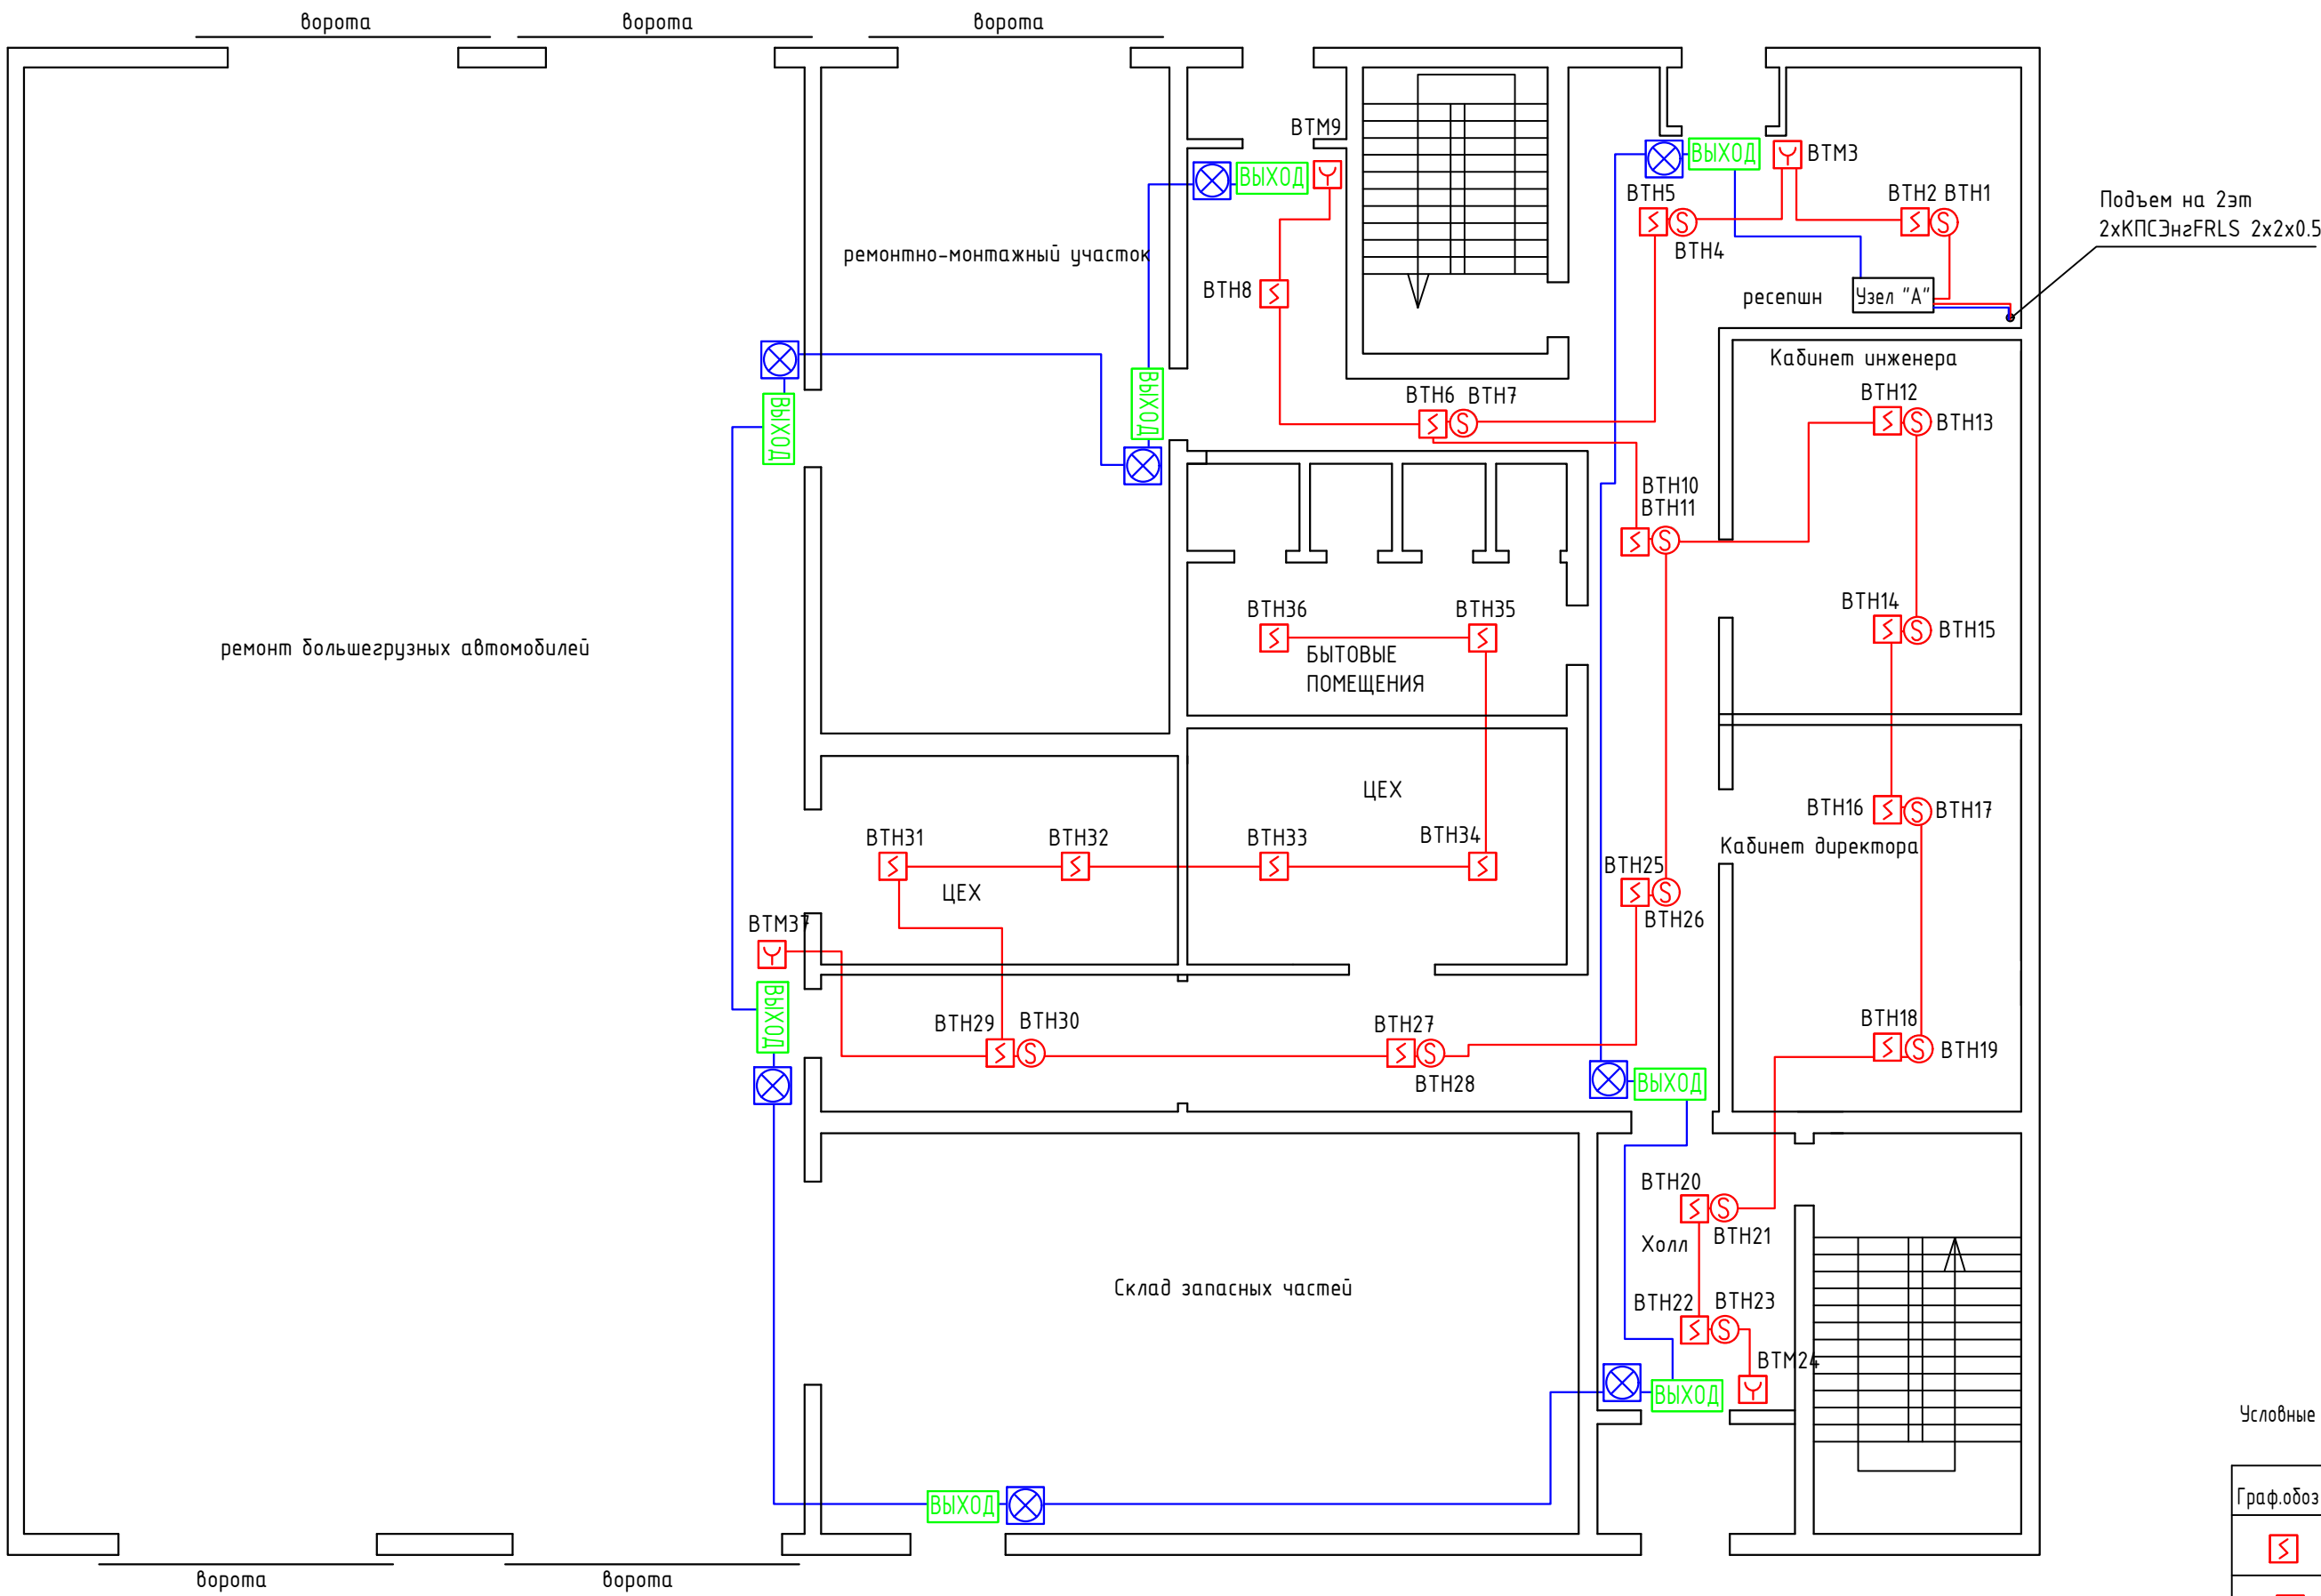 ворота
ворота
ворота
ВТМ9
ВЫХОД
ВЫХОД
ВТМ3
ВТН5
ВТН4
ВТН2 ВТН1
Подъем на 2эт
2хКПСЭнгFRLS 2х2х0.5
ремонтно-монтажный участок
ВТН8
ресепшн
Узел "А"
Кабинет инженера
ВЫХОД
ВЫХОД
ВТН6 ВТН7
ВТН12
ВТН13
ВТН10
ВТН11
ВТН14
ВТН15
ремонт большегрузных автомобилей
ВТН36
ВТН35
БЫТОВЫЕ
ПОМЕЩЕНИЯ
ЦЕХ
ВТН16
ВТН17
Кабинет директора
ВТН31
ВТН32
ВТН33
ВТН34
ЦЕХ
ВТН25
ВТН26
ВТМ37
ВЫХОД
ВТН29
ВТН30
ВТН27
ВТН28
ВТН18
ВТН19
ВЫХОД
ВТН20
ВТН21
Холл
Склад запасных частей
ВТН22
ВТН23
ВТМ24
ВЫХОД
Условные
Граф.обоз
ВЫХОД
ворота
ворота